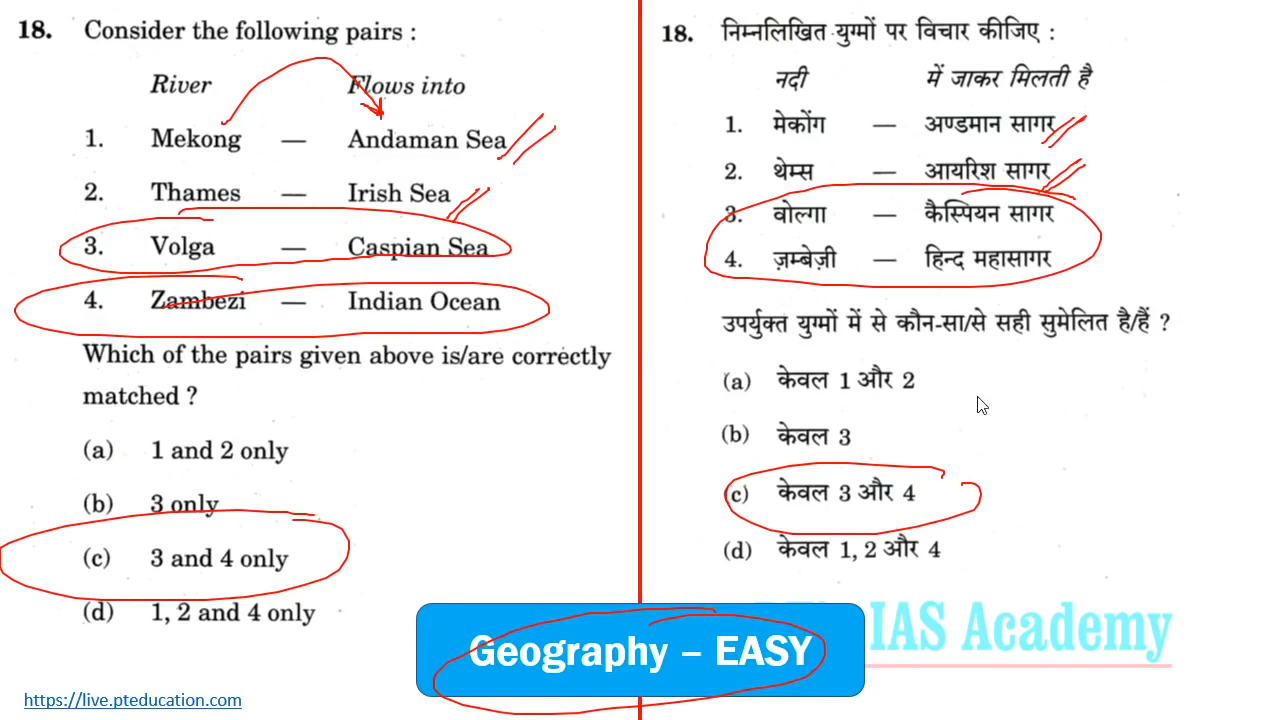 18. Consider the following pairs :
River Flows into
1. Mekong — Andaman Sea
2. Thames — Irish Sea
3. Volga — Caspian Sea
4. Zambezi — Indian Ocean
Which of the pairs given above is/are correctly
matched ?
(a) 1 and 2 only
(b) 3 only
(c) 3 and 4 only
(d) 1, 2 and 4 only
18. निम्नलिखित युग्मों पर विचार कीजिए :
नदी में जाकर मिलती है
1. मेकोंग — अण्डमान सागर
2. थेम्स — आयरिश सागर
3. वोल्गा — कैस्पियन सागर
4. ज़म्बेज़ी — हिन्द महासागर
उपर्युक्त युग्मों में से कौन-सा/से सही सुमेलित है/हैं ?
(a) केवल 1 और 2
(b) केवल 3
(c) केवल 3 और 4
(d) केवल 1, 2 और 4
IAS Academy
Geography – EASY
https://live.pteducation.com